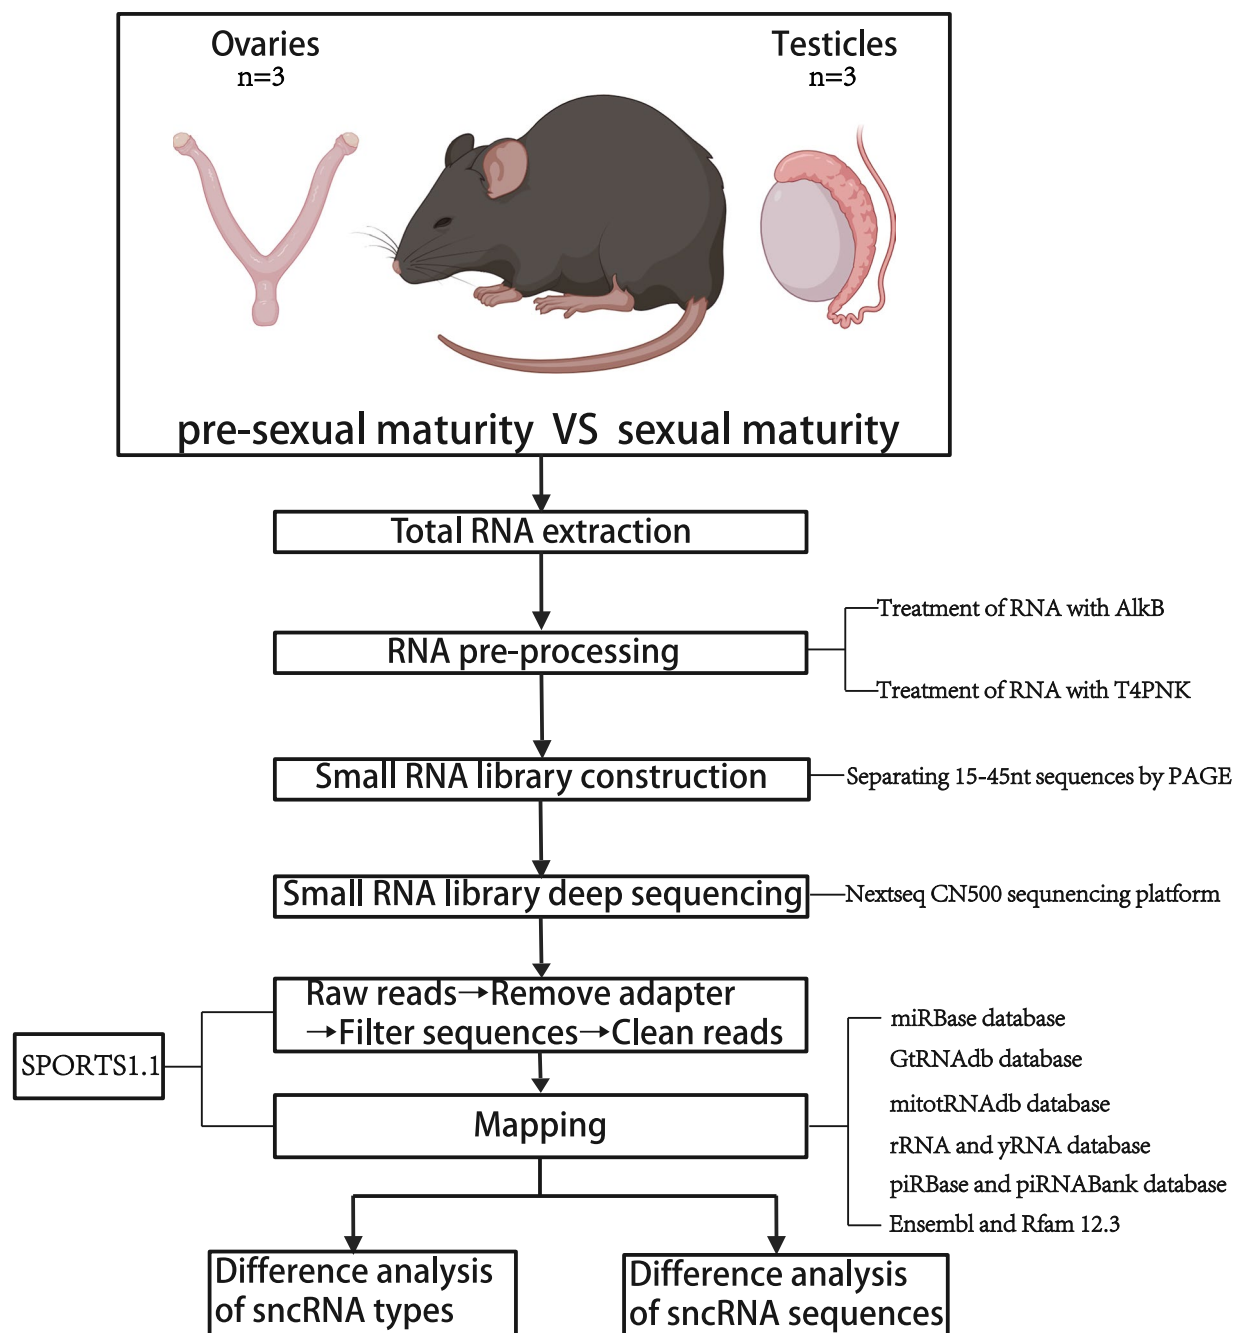 Ovaries
n=3
Testicles
n=3
pre-sexual maturity VS sexual maturity
Total RNA extraction
RNA pre-processing
Treatment of RNA with AlkB
Treatment of RNA with T4PNK
Small RNA library construction
Separating 15-45nt sequences by PAGE
Small RNA library deep sequencing
Nextseq CN500 sequnencing platform
Raw reads→Remove adapter
→Filter sequences→Clean reads
SPORTS1.1
Mapping
miRBase database
GtRNAdb database
mitotRNAdb database
rRNA and yRNA database
piRBase and piRNABank database
Ensembl and Rfam 12.3
Difference analysis
of sncRNA types
Difference analysis
of sncRNA sequences